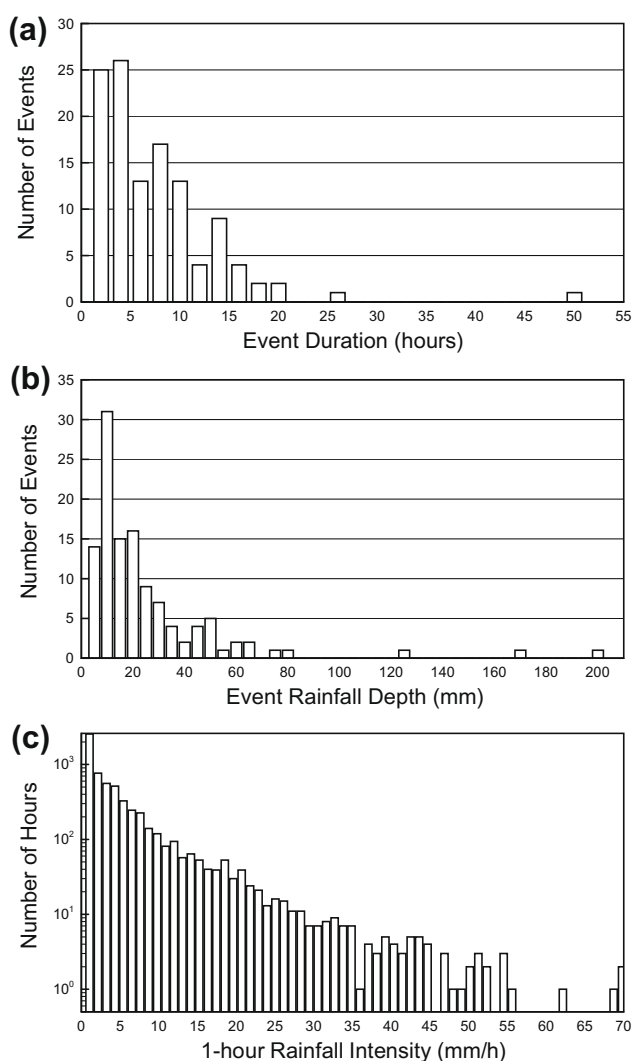 (a)
Number of Events
30
25
20
15
10
5
0
0 5 10 15 20 25 30 35 40 45 50 55
Event Duration (hours)
(b)
Number of Events
35
30
25
20
15
10
5
0
0 20 40 60 80 100 120 140 160 180 200
Event Rainfall Depth (mm)
(c)
Number of Hours
10³
10²
10¹
10⁰
0 5 10 15 20 25 30 35 40 45 50 55 60 65 70
1-hour Rainfall Intensity (mm/h)